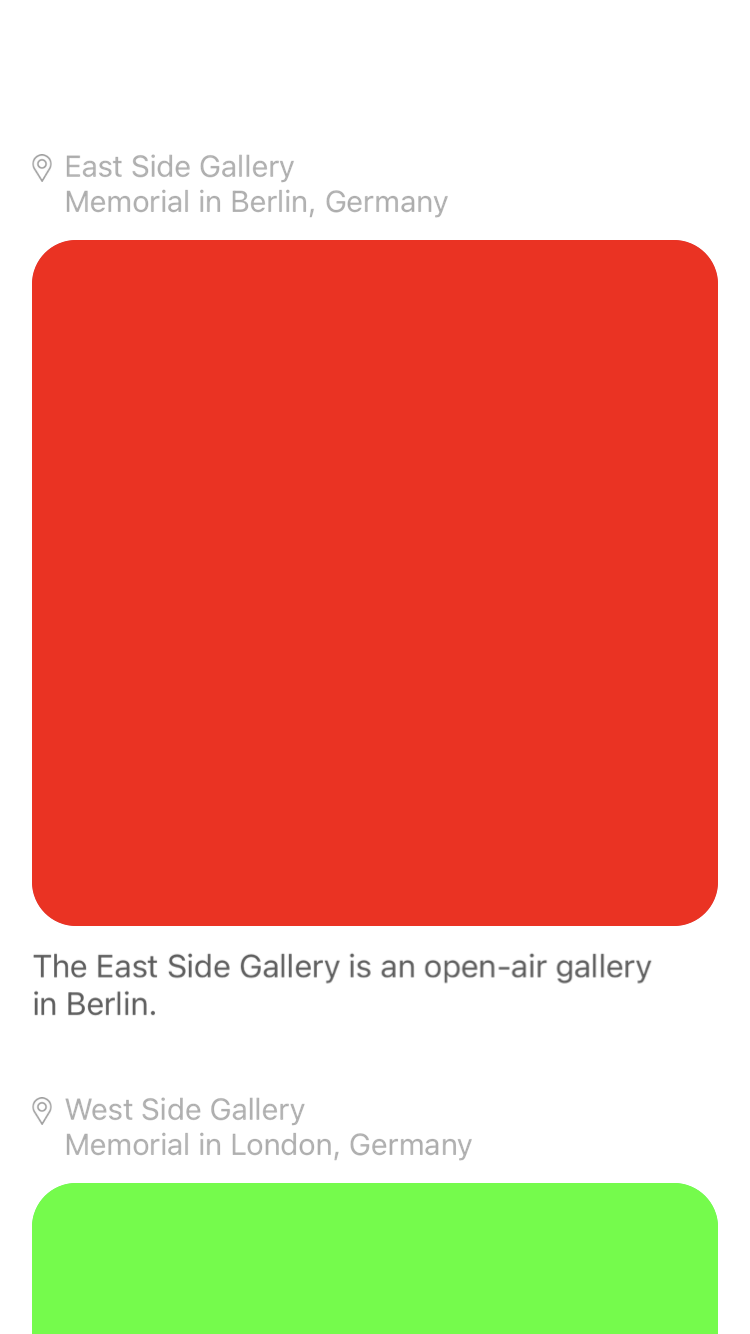 East Side Gallery
Memorial in Berlin, Germany
The East Side Gallery is an open-air gallery
in Berlin.
West Side Gallery
Memorial in London, Germany